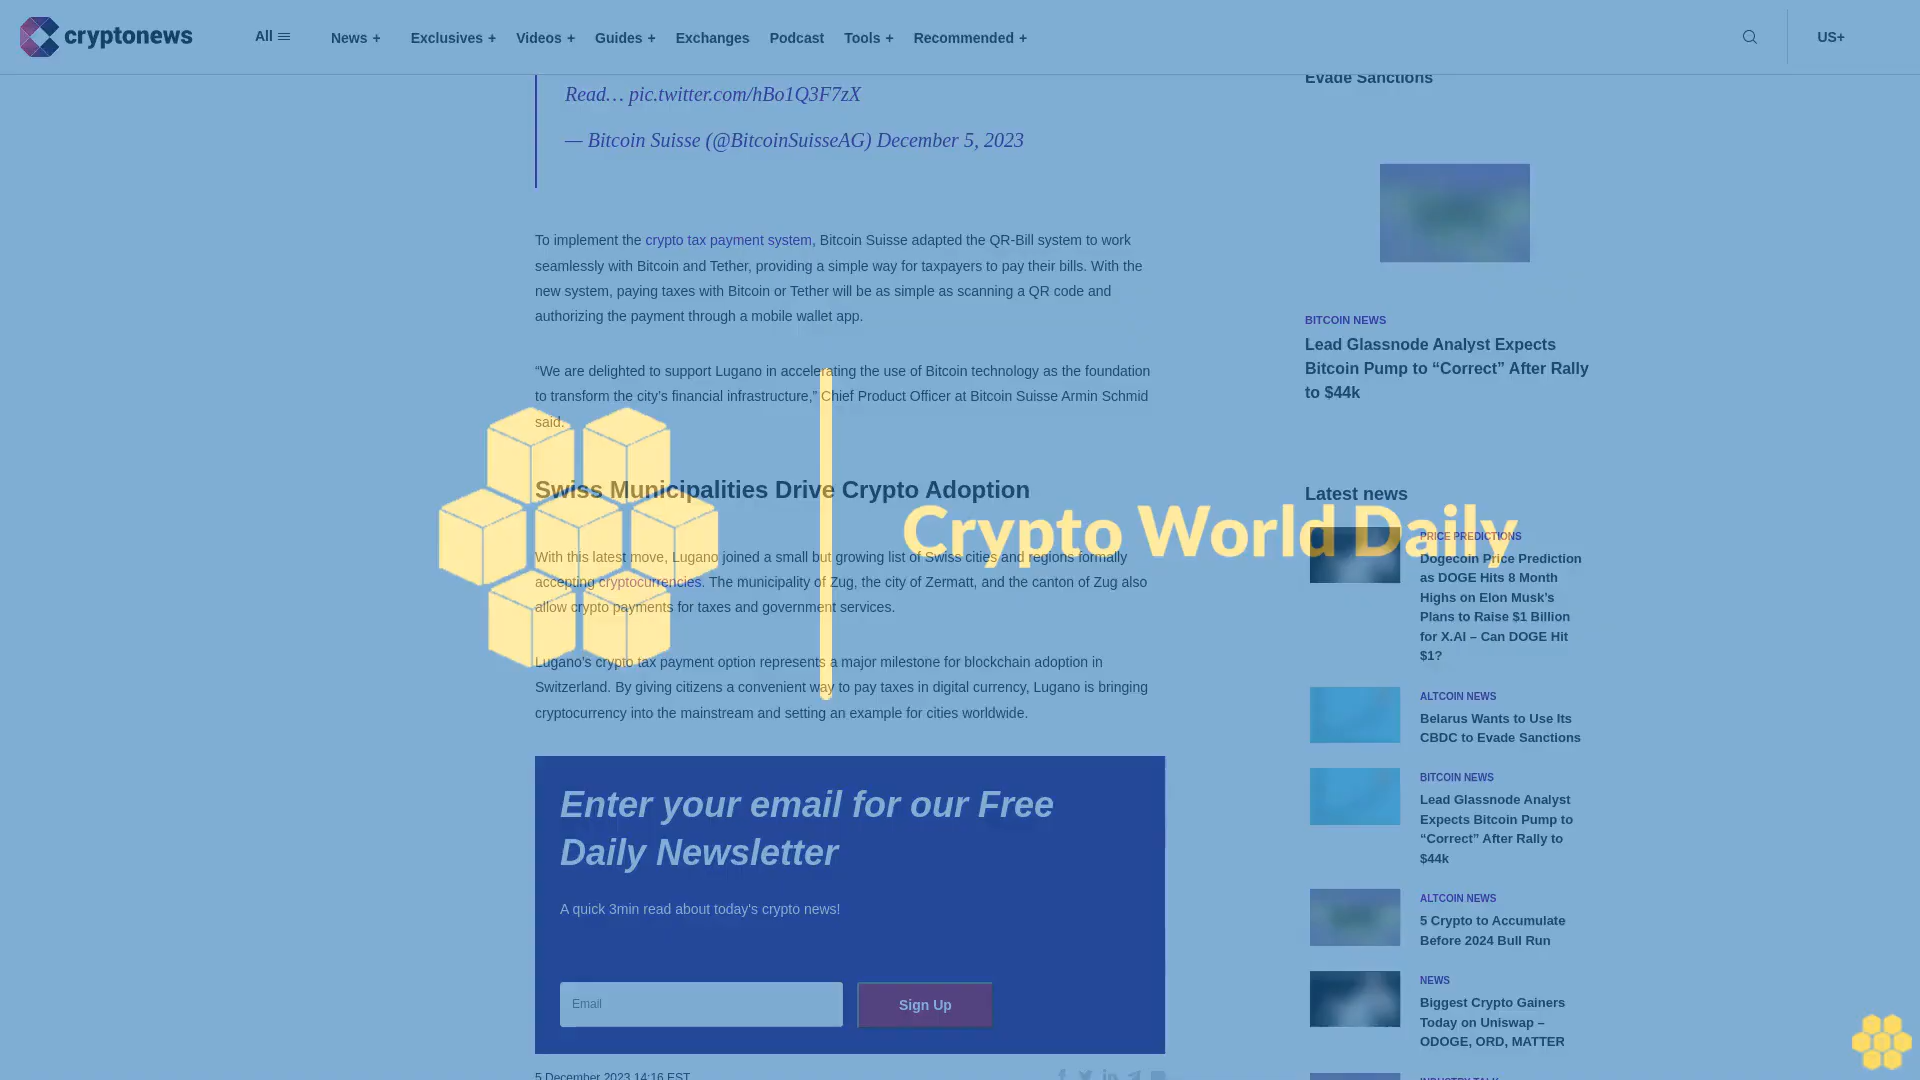 cryptonews
All
News +
Exclusives +
Videos +
Guides +
Exchanges
Podcast
Tools +
Recommended +
US+
Read… pic.twitter.com/hBo1Q3F7zX
— Bitcoin Suisse (@BitcoinSuisseAG) December 5, 2023
To implement the crypto tax payment system, Bitcoin Suisse adapted the QR-Bill system to work
seamlessly with Bitcoin and Tether, providing a simple way for taxpayers to pay their bills. With the
new system, paying taxes with Bitcoin or Tether will be as simple as scanning a QR code and
authorizing the payment through a mobile wallet app.
“We are delighted to support Lugano in accelerating the use of Bitcoin technology as the foundation
to transform the city’s financial infrastructure,” Chief Product Officer at Bitcoin Suisse Armin Schmid
said.
Swiss Municipalities Drive Crypto Adoption
With this latest move, Lugano joined a small but growing list of Swiss cities and regions formally
accepting cryptocurrencies. The municipality of Zug, the city of Zermatt, and the canton of Zug also
allow crypto payments for taxes and government services.
Lugano’s crypto tax payment option represents a major milestone for blockchain adoption in
Switzerland. By giving citizens a convenient way to pay taxes in digital currency, Lugano is bringing
cryptocurrency into the mainstream and setting an example for cities worldwide.
Enter your email for our Free
Daily Newsletter
A quick 3min read about today's crypto news!
Email
Sign Up
5 December 2023 14:16 EST
Crypto World Daily
Evade Sanctions
BITCOIN NEWS
Lead Glassnode Analyst Expects
Bitcoin Pump to “Correct” After Rally
to $44k
Latest news
PRICE PREDICTIONS
Dogecoin Price Prediction
as DOGE Hits 8 Month
Highs on Elon Musk’s
Plans to Raise $1 Billion
for X.AI – Can DOGE Hit
$1?
ALTCOIN NEWS
Belarus Wants to Use Its
CBDC to Evade Sanctions
BITCOIN NEWS
Lead Glassnode Analyst
Expects Bitcoin Pump to
“Correct” After Rally to
$44k
ALTCOIN NEWS
5 Crypto to Accumulate
Before 2024 Bull Run
NEWS
Biggest Crypto Gainers
Today on Uniswap –
ODOGE, ORD, MATTER
INDUSTRY TALK